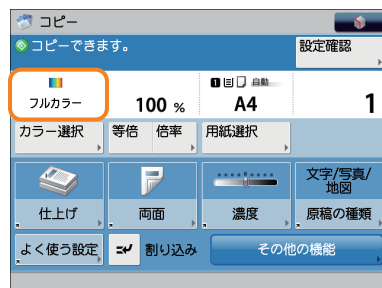 コピー
コピーできます。
設定確認
1 自動
フルカラー
100 %
A4
1
カラー選択
等倍
倍率
用紙選択
仕上げ
両面
濃度
文字/写真/
地図
原稿の種類
よく使う設定
割り込み
その他の機能